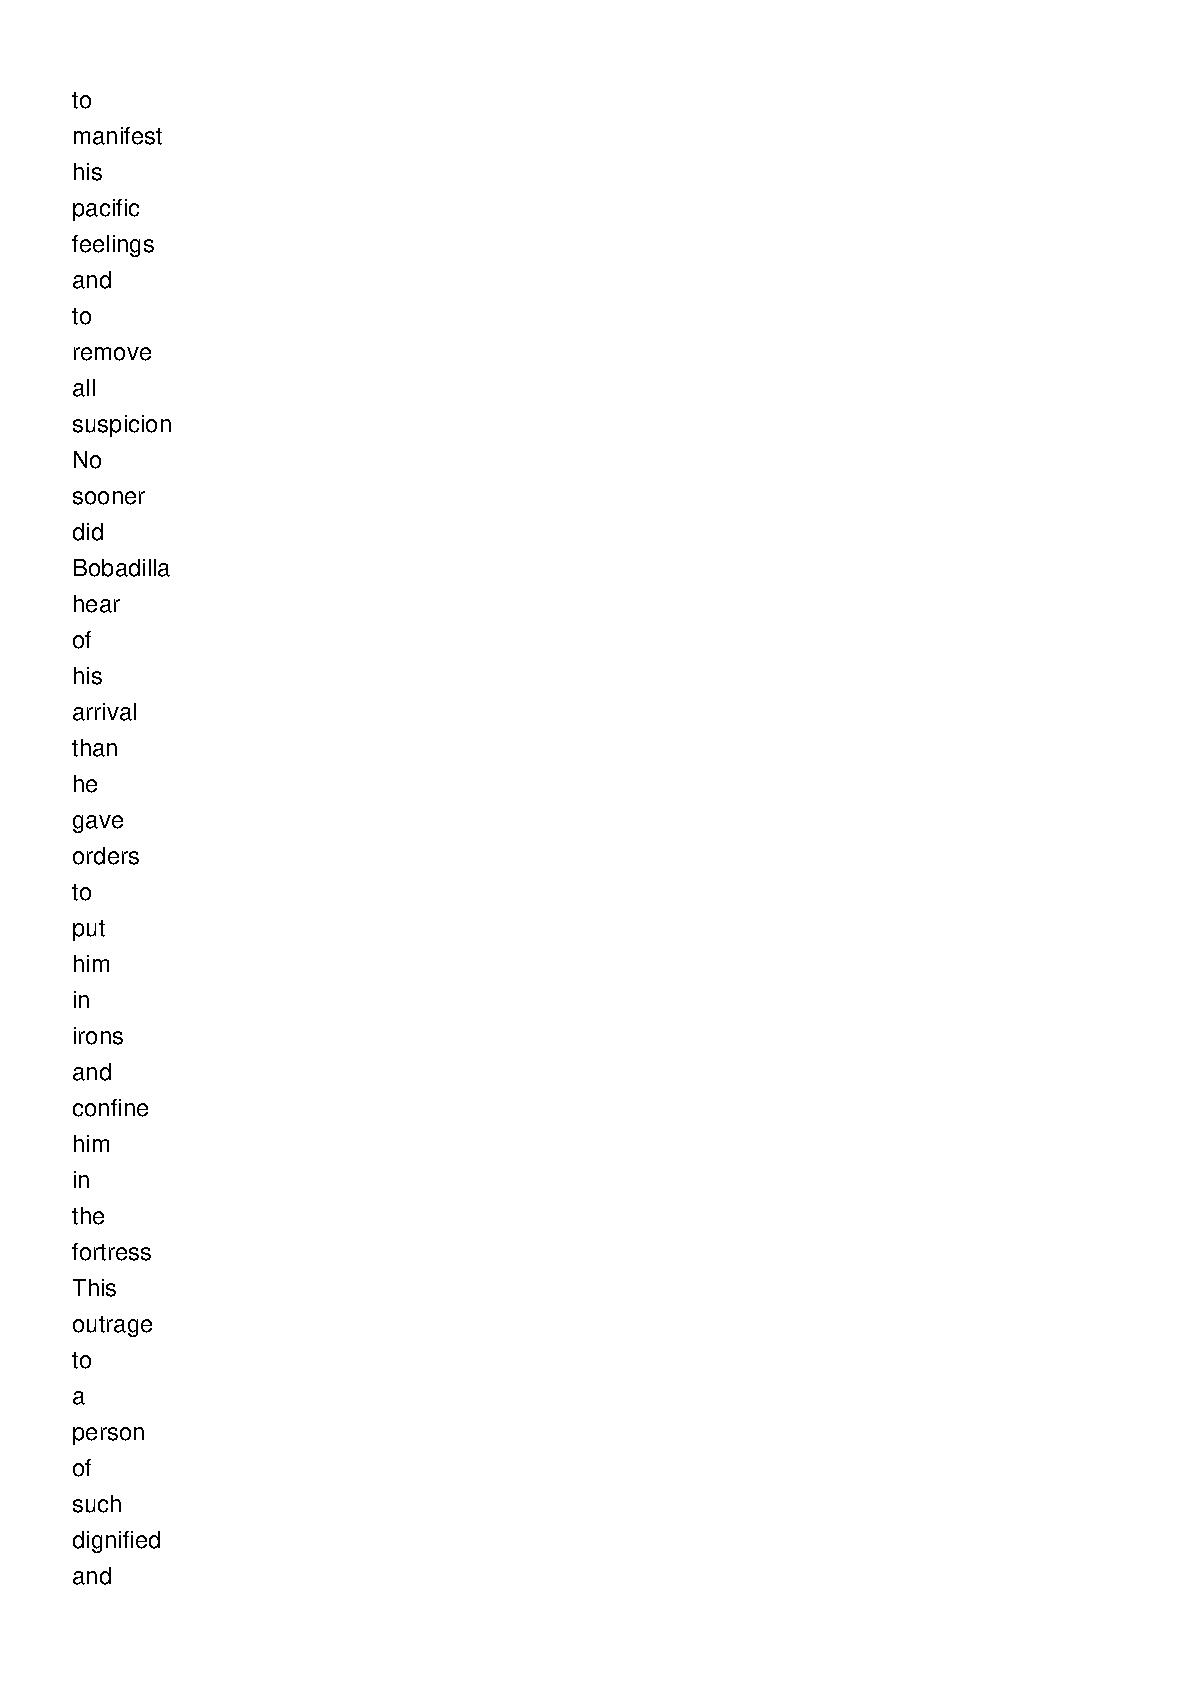 to
manifest
his
pacific
feelings
and
to
remove
all
suspicion
No
sooner
did
Bobadilla
hear
of
his
arrival
than
he
gave
orders
to
put
him
in
irons
and
confine
him
in
the
fortress
This
outrage
to
a
person
of
such
dignified
and